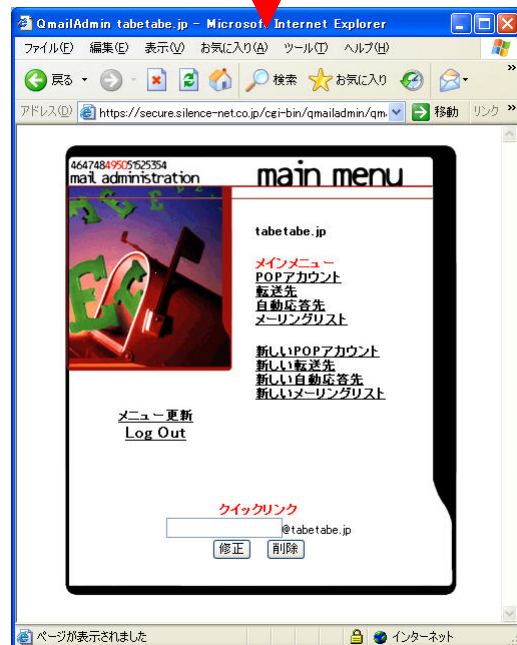 QmailAdmin tabetabe.jp - Microsoft Internet Explorer
ファイル(F) 編集(E) 表示(V) お気に入り(A) ツール(T) ヘルプ(H)
戻る 検索 お気に入り
アドレス(D) https://secure.silence-net.co.jp/cgi-bin/qmailadmin/qm 移動 リンク
46474849505152 5354
mail administration
main menu
tabetabe.jp
メインメニュー
POPアカウント
転送先
自動応答先
メーリングリスト
新しいPOPアカウント
新しい転送先
新しい自動応答先
新しいメーリングリスト
メニュー更新
Log Out
クイックリンク
@tabetabe.jp
修正 削除
ページが表示されました インターネット